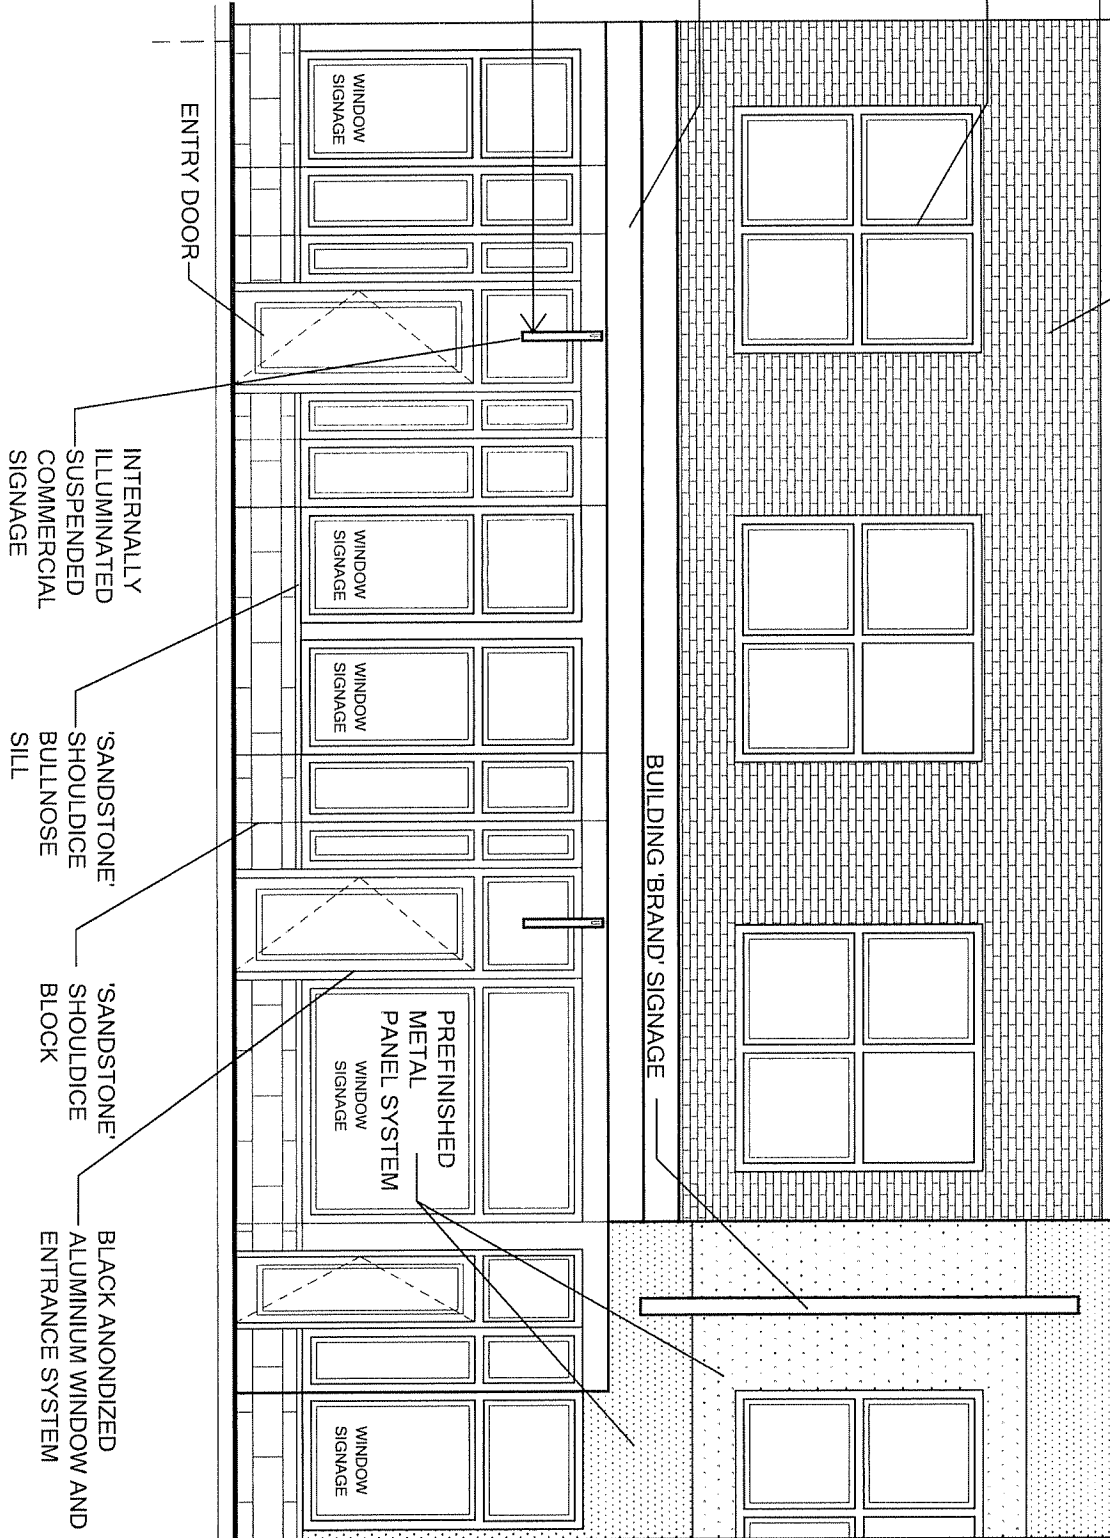 WINDOW
SIGNAGE
ENTRY DOOR
INTERNALLY
ILLUMINATED
SUSPENDED
COMMERCIAL
SIGNAGE
WINDOW
SIGNAGE
WINDOW
SIGNAGE
'SANDSTONE'
SHOULDICE
BULLNOSE
SILL
BUILDING 'BRAND' SIGNAGE
'SANDSTONE'
SHOULDICE
BLOCK
PREFINISHED
METAL
PANEL SYSTEM
WINDOW
SIGNAGE
BLACK ANONDIZED
ALUMINIUM WINDOW AND
ENTRANCE SYSTEM
WINDOW
SIGNAGE